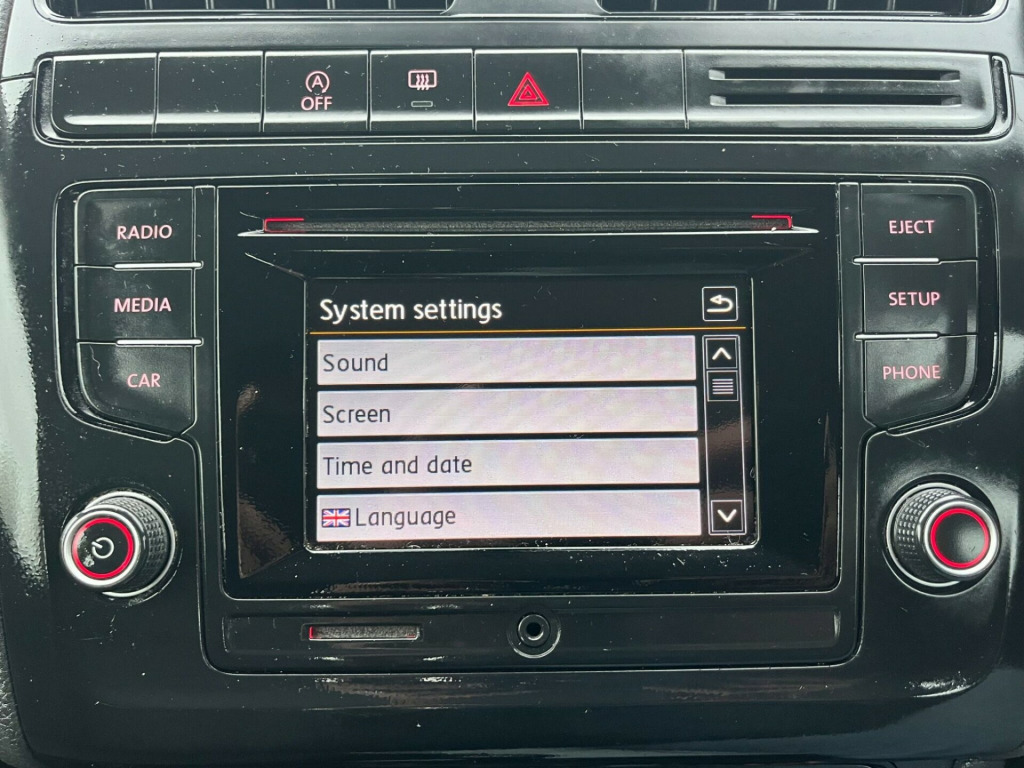 A
OFF
RADIO
MEDIA
CAR
EJECT
SETUP
PHONE
System settings
Sound
Screen
Time and date
Language